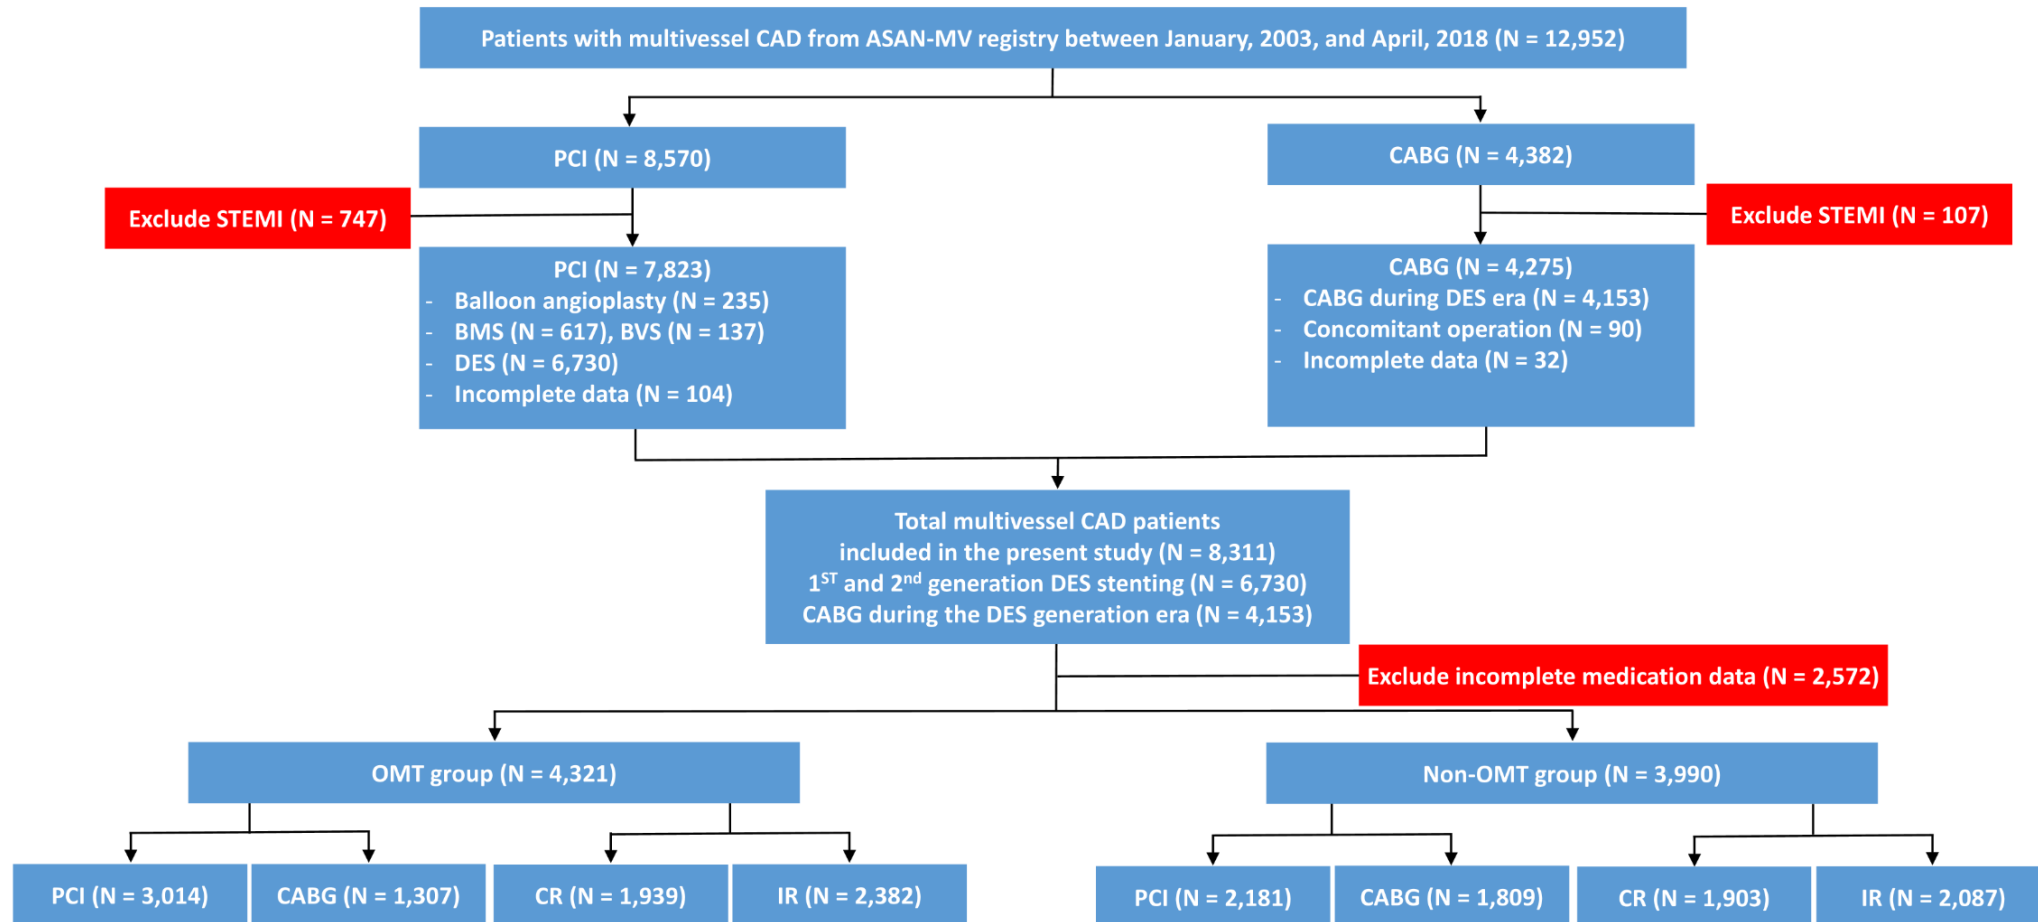 Patients with multivessel CAD from ASAN-MV registry between January, 2003, and April, 2018 (N = 12,952)
PCI (N = 8,570)
CABG (N = 4,382)
Exclude STEMI (N = 747)
Exclude STEMI (N = 107)
PCI (N = 7,823)
- Balloon angioplasty (N = 235)
- BMS (N = 617), BVS (N = 137)
- DES (N = 6,730)
- Incomplete data (N = 104)
CABG (N = 4,275)
- CABG during DES era (N = 4,153)
- Concomitant operation (N = 90)
- Incomplete data (N = 32)
Total multivessel CAD patients
included in the present study (N = 8,311)
1ST and 2nd generation DES stenting (N = 6,730)
CABG during the DES generation era (N = 4,153)
Exclude incomplete medication data (N = 2,572)
OMT group (N = 4,321)
Non-OMT group (N = 3,990)
PCI (N = 3,014)
CABG (N = 1,307)
CR (N = 1,939)
IR (N = 2,382)
PCI (N = 2,181)
CABG (N = 1,809)
CR (N = 1,903)
IR (N = 2,087)